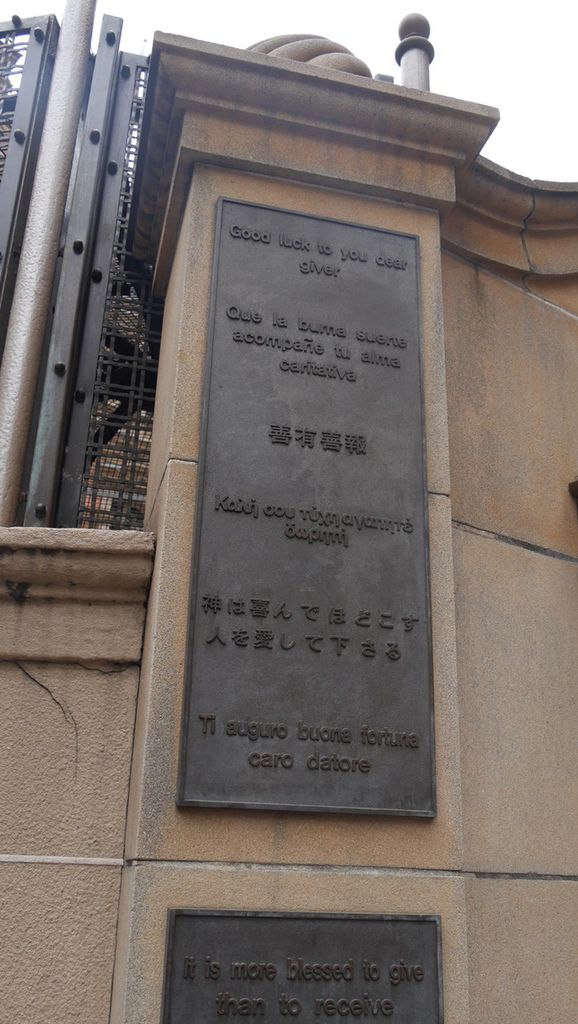 Good luck to you dear
giver
Que la burna suerte
acompañe tu alma
caritativa
善有喜報
Καλή σου τύχη αγαπητέ
δωρητή
神は喜んでほどこす
人を愛して下さる
Ti auguro buona fortuna
caro datore
It is more blessed to give
than to receive